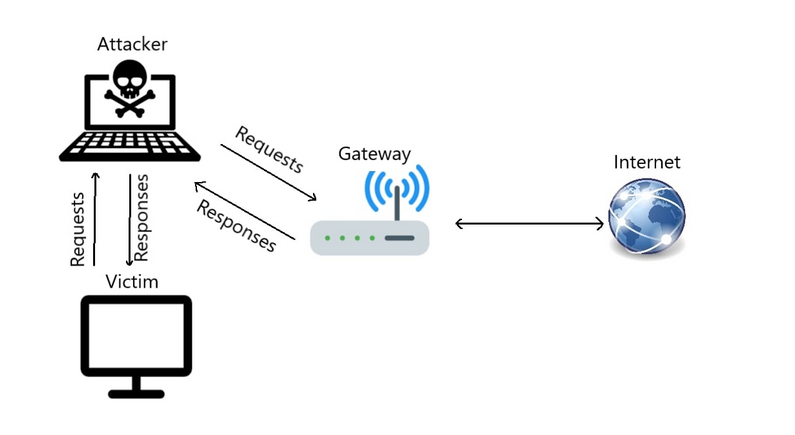 Attacker
Requests
Gateway
Internet
Responses
Requests
Responses
Victim